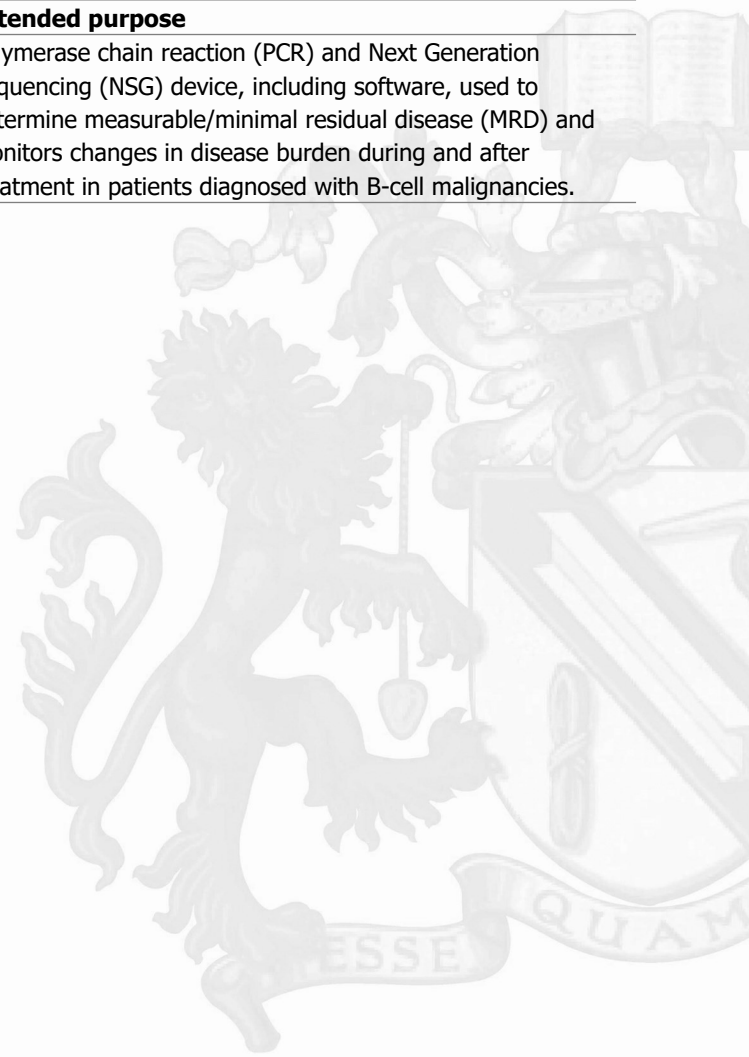 tended purpose
ymerase chain reaction (PCR) and Next Generation
quencing (NSG) device, including software, used to
termine measurable/minimal residual disease (MRD) and
onitors changes in disease burden during and after
atment in patients diagnosed with B-cell malignancies.
ESSE QUAM